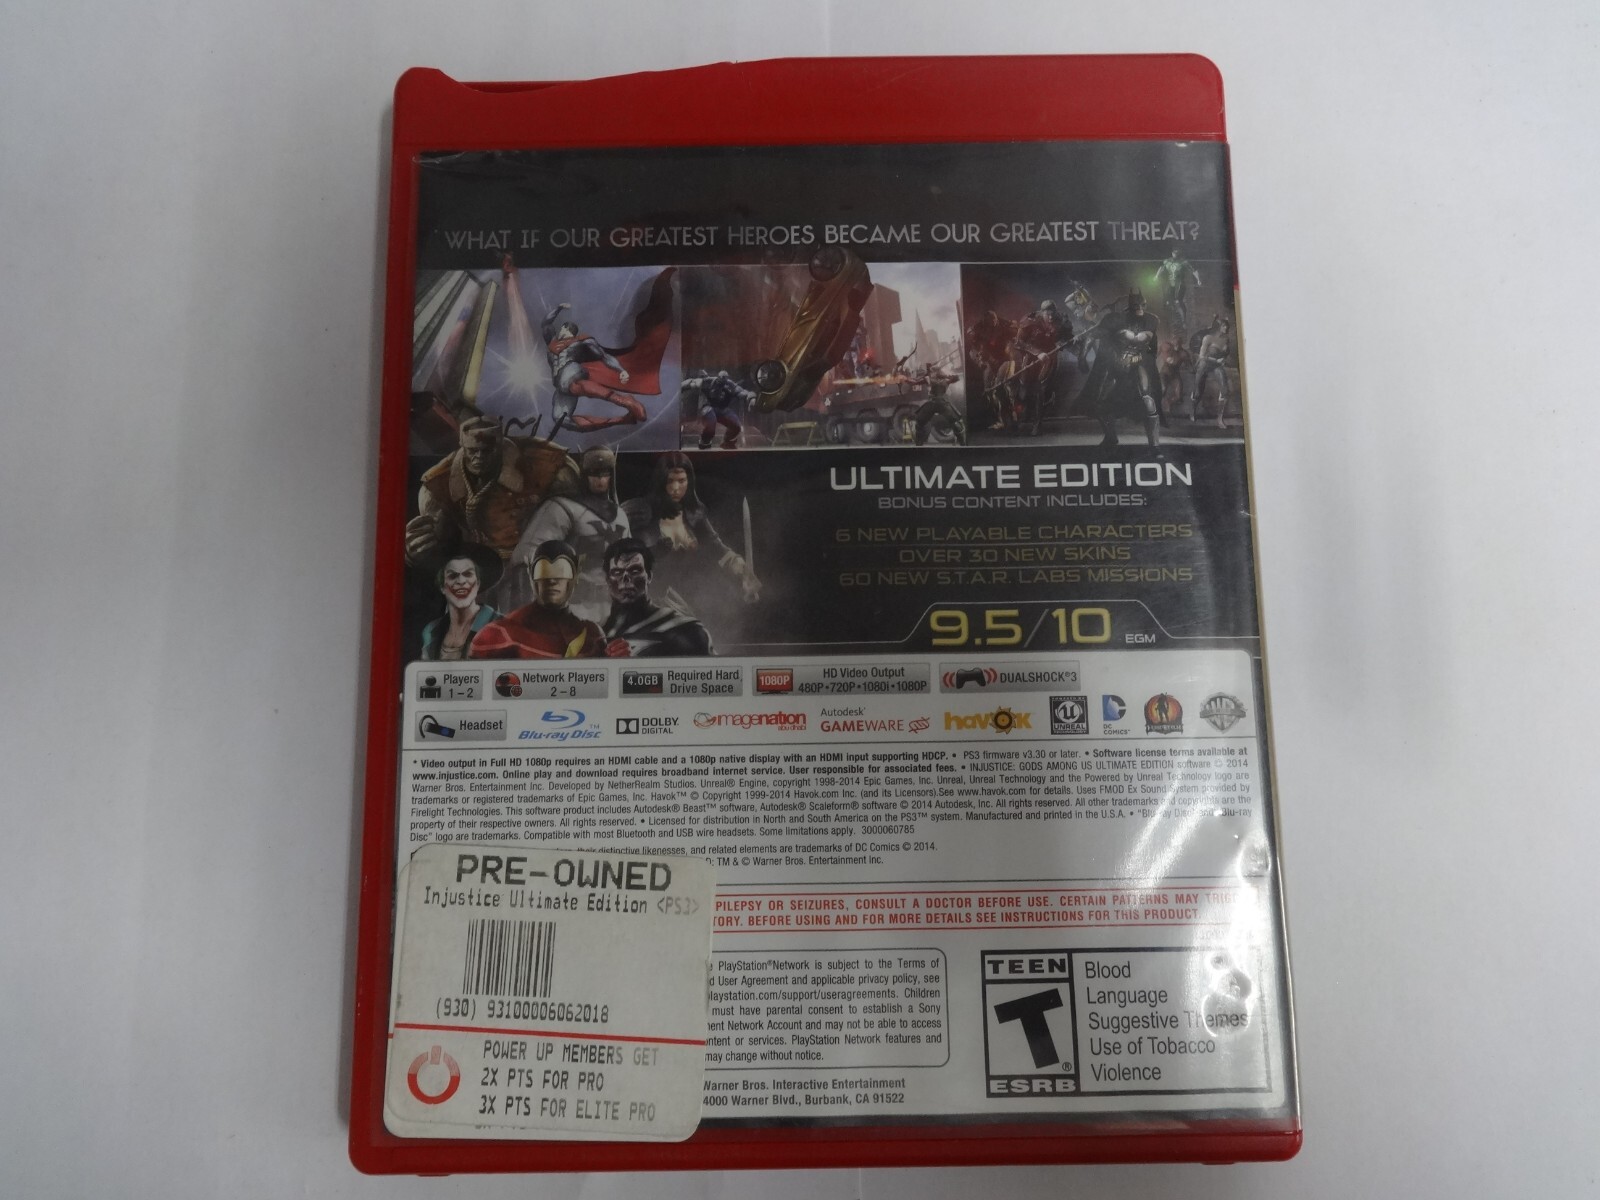 WHAT IF OUR GREATEST HEROES BECAME OUR GREATEST THREAT?
ULTIMATE EDITION
BONUS CONTENT INCLUDES:
6 NEW PLAYABLE CHARACTERS
OVER 30 NEW SKINS
60 NEW S.T.A.R. LABS MISSIONS
9.5/10 EGM
Players
1-2
Network Players
2-8
4.0GB
Required Hard
Drive Space
1080P
HD Video Output
480P•720P•1080i•1080P
DUALSHOCK®3
Headset
Blu-ray Disc™
DOLBY
DIGITAL
imagenation
abu dhabi
Autodesk®
GAMEWARE
havok
UNREAL
DC
COMICS™
WB
* Video output in Full HD 1080p requires an HDMI cable and a 1080p native display with an HDMI input supporting HDCP. • PS3 firmware v3.30 or later. • Software license terms available at
www.injustice.com. Online play and download requires broadband internet service. User responsible for associated fees. • INJUSTICE: GODS AMONG US ULTIMATE EDITION software © 2014
Warner Bros. Entertainment Inc. Developed by NetherRealm Studios. Unreal® Engine, copyright 1998-2014 Epic Games, Inc. Unreal, Unreal Technology and the Powered by Unreal Technology logo are
trademarks or registered trademarks of Epic Games, Inc. Havok™ © Copyright 1999-2014 Havok.com Inc. (and its Licensors).See www.havok.com for details. Uses FMOD Ex Sound System provided by
Firelight Technologies. This software product includes Autodesk® Beast™ software, Autodesk® Scaleform® software © 2014 Autodesk, Inc. All rights reserved. All other trademarks and copyrights are the
property of their respective owners. All rights reserved. • Licensed for distribution in North and South America on the PS3™ system. Manufactured and printed in the U.S.A. • "Blu-ray Disc" and "Blu-ray
Disc" logo are trademarks. Compatible with most Bluetooth and USB wire headsets. Some limitations apply. 3000060785
their distinctive likenesses, and related elements are trademarks of DC Comics © 2014.
TM & © Warner Bros. Entertainment Inc.
PRE-OWNED
Injustice Ultimate Edition <PS3>
(930) 93100006062018
POWER UP MEMBERS GET
2X PTS FOR PRO
3X PTS FOR ELITE PRO
PILEPSY OR SEIZURES, CONSULT A DOCTOR BEFORE USE. CERTAIN PATTERNS MAY TRIG
TORY. BEFORE USING AND FOR MORE DETAILS SEE INSTRUCTIONS FOR THIS PRODUCT.
PlayStation®Network is subject to the Terms of
User Agreement and applicable privacy policy, see
playstation.com/support/useragreements. Children
must have parental consent to establish a Sony
ent Network Account and may not be able to access
ntent or services. PlayStation Network features and
may change without notice.
Warner Bros. Interactive Entertainment
4000 Warner Blvd., Burbank, CA 91522
TEEN
T
®
ESRB
Blood
Language
Suggestive Themes
Use of Tobacco
Violence